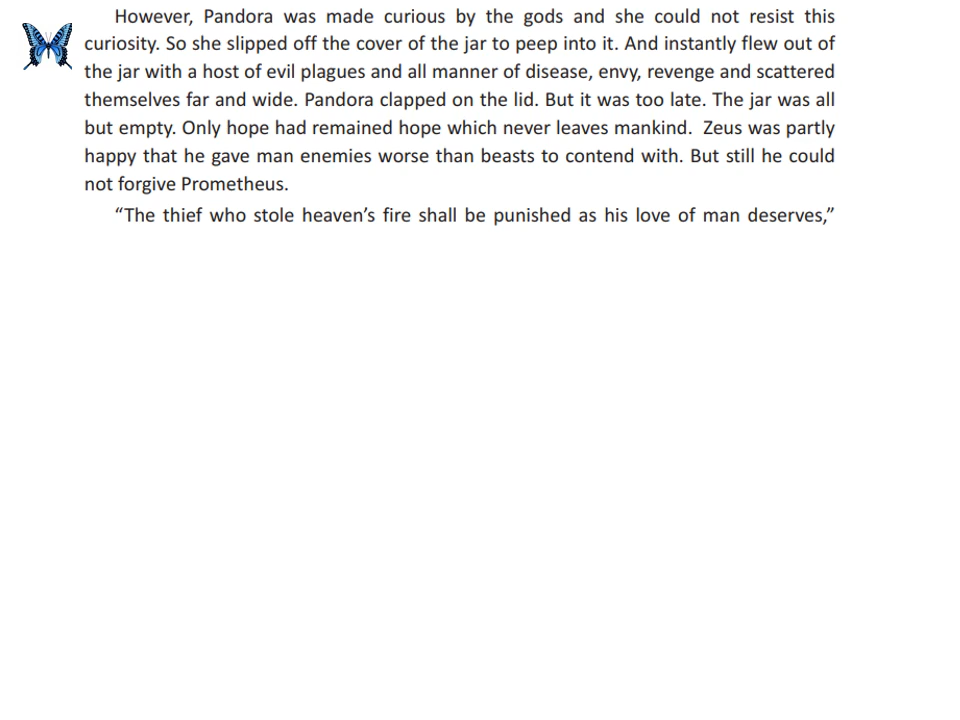 However, Pandora was made curious by the gods and she could not resist this
curiosity. So she slipped off the cover of the jar to peep into it. And instantly flew out of
the jar with a host of evil plagues and all manner of disease, envy, revenge and scattered
themselves far and wide. Pandora clapped on the lid. But it was too late. The jar was all
but empty. Only hope had remained hope which never leaves mankind.  Zeus was partly
happy that he gave man enemies worse than beasts to contend with. But still he could
not forgive Prometheus.
“The thief who stole heaven’s fire shall be punished as his love of man deserves,”